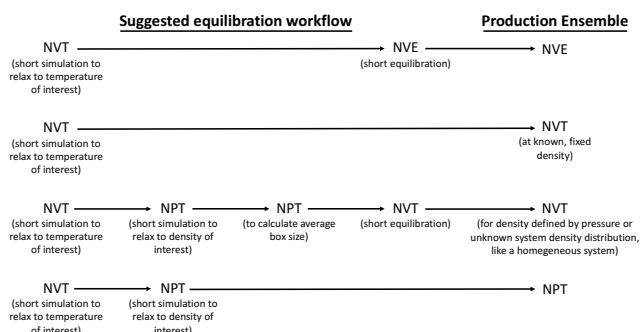 Suggested equilibration workflow Production Ensemble
NVT NVE NVE
(short simulation to (short equilibration)
relax to temperature
of interest)
NVT NVT
(short simulation to (at known, fixed
relax to temperature density)
of interest)
NVT NPT NPT NVT NVT
(short simulation to (short simulation to (to calculate average (short equilibration) (for density defined by pressure or
relax to temperature relax to density of box size) unknown system density distribution,
of interest) interest) like a homegeneous system)
NVT NPT NPT
(short simulation to (short simulation to
relax to temperature relax to density of
of interest) interest)